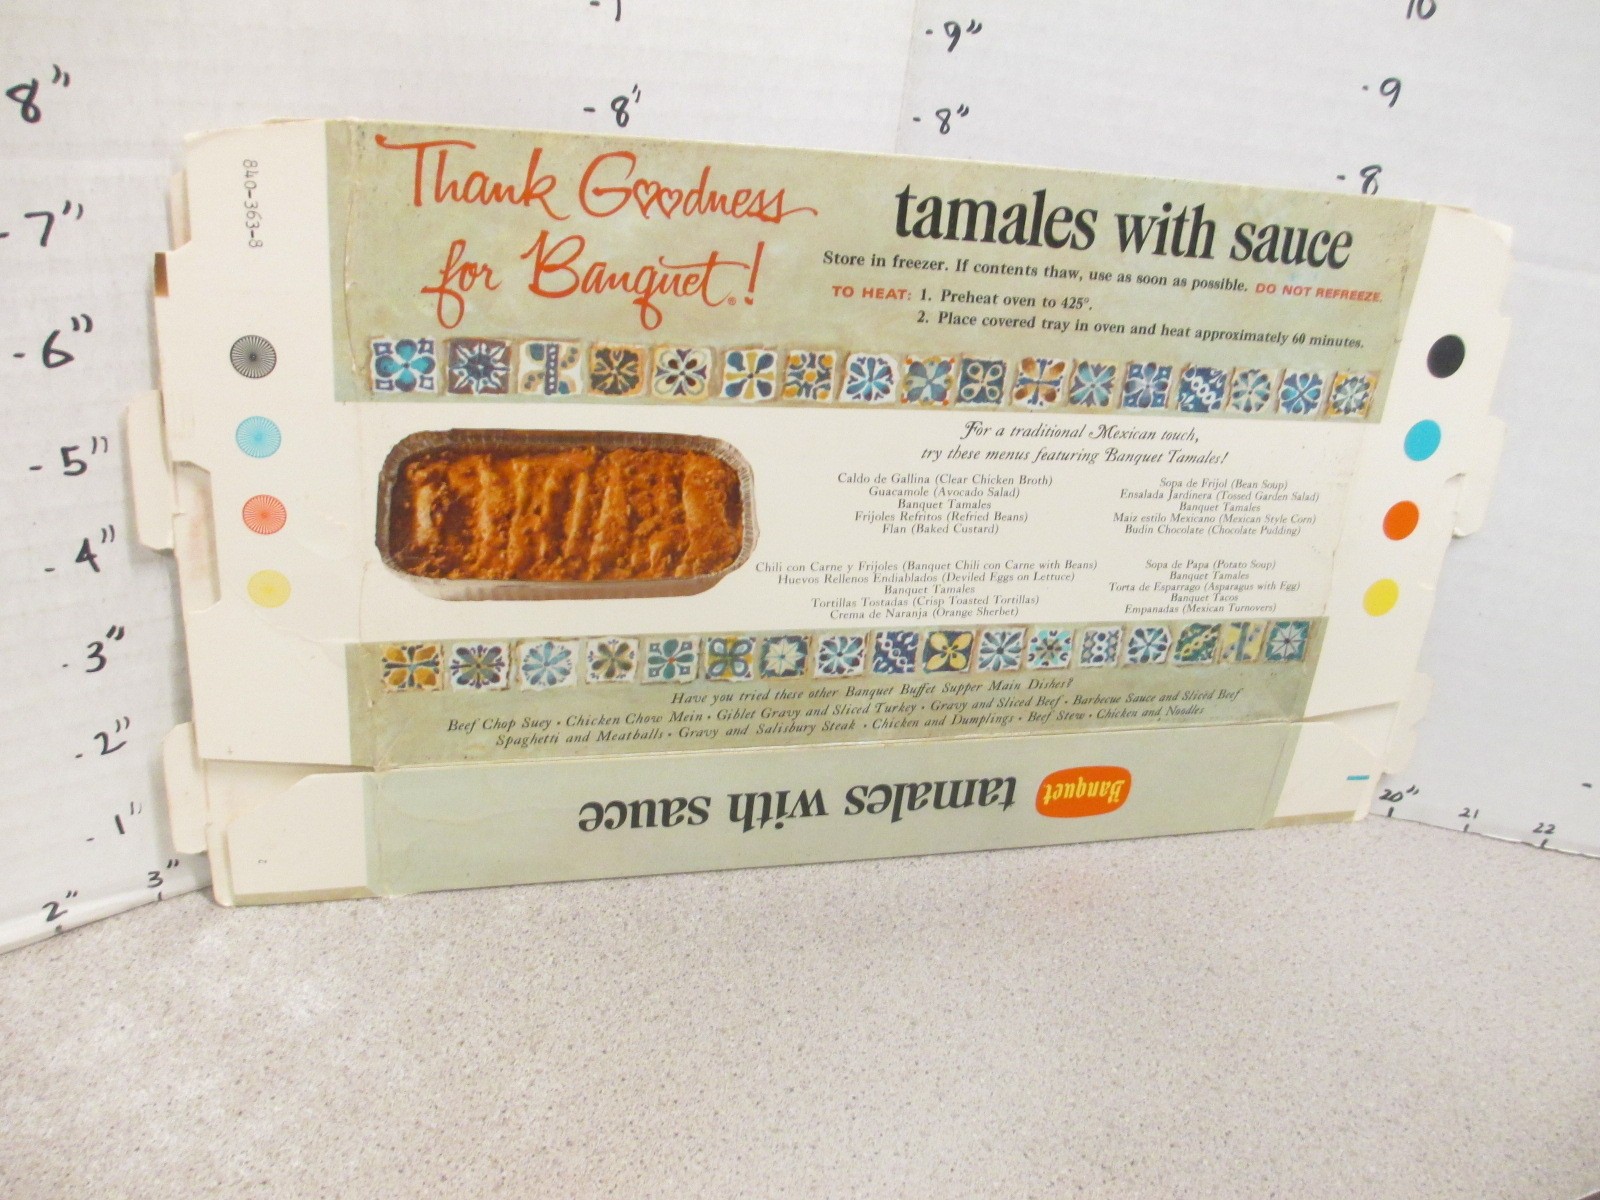 8"
-7"
-6"
-5"
-4"
-3"
-2"
-1"
2"
3"
-8'
-9"
-8"
10
-9
-8
20"
21
22
840-363-8
Thank Goodness
for Banquet®!
tamales with sauce
Store in freezer. If contents thaw, use as soon as possible. DO NOT REFREEZE.
TO HEAT: 1. Preheat oven to 425°.
2. Place covered tray in oven and heat approximately 60 minutes.
For a traditional Mexican touch,
try these menus featuring Banquet Tamales!
Caldo de Gallina (Clear Chicken Broth)
Guacamole (Avocado Salad)
Banquet Tamales
Frijoles Refritos (Refried Beans)
Flan (Baked Custard)
Sopa de Frijol (Bean Soup)
Ensalada Jardinera (Tossed Garden Salad)
Banquet Tamales
Maiz estilo Mexicano (Mexican Style Corn)
Budin Chocolate (Chocolate Pudding)
Chili con Carne y Frijoles (Banquet Chili con Carne with Beans)
Huevos Rellenos Endiablados (Deviled Eggs on Lettuce)
Banquet Tamales
Tortillas Tostadas (Crisp Toasted Tortillas)
Crema de Naranja (Orange Sherbet)
Sopa de Papa (Potato Soup)
Banquet Tamales
Torta de Esparrago (Asparagus with Egg)
Banquet Tacos
Empanadas (Mexican Turnovers)
Have you tried these other Banquet Buffet Supper Main Dishes?
Beef Chop Suey • Chicken Chow Mein • Giblet Gravy and Sliced Turkey • Gravy and Sliced Beef • Barbecue Sauce and Sliced Beef
Spaghetti and Meatballs • Gravy and Salisbury Steak • Chicken and Dumplings • Beef Stew • Chicken and Noodles
Banquet
tamales with sauce